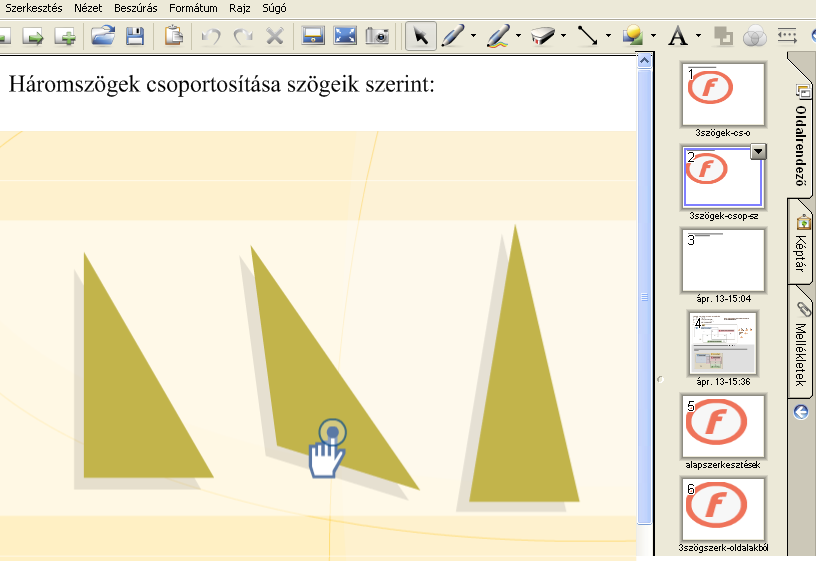 Szerkesztés Nézet Beszúrás Formátum Rajz Súgó
A
Háromszögek csoportosítása szögeik szerint:
1
3szögek-cs-o
2
3szögek-csop-sz
3
ápr. 13-15:04
4
ápr. 13-15:36
5
alapszerkesztések
6
3szögszerk-oldalakból
Oldalrendező
Képtár
Mellékletek